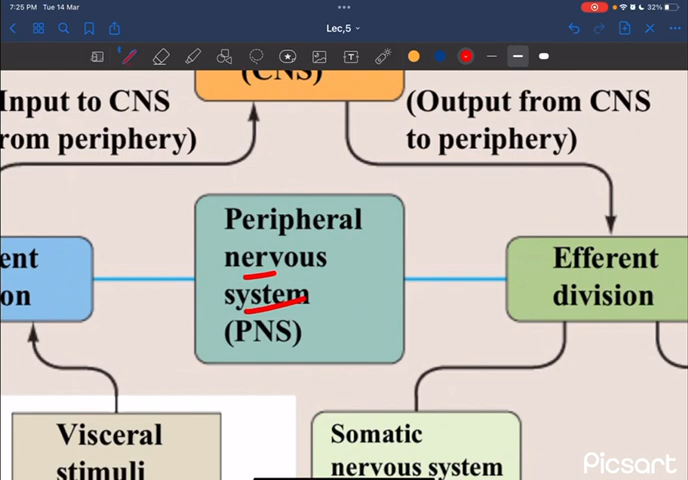 7:25 PM Tue 14 Mar
32%
Lec,5
(CNS)
Input to CNS
rom periphery)
(Output from CNS
to periphery)
ent
on
Peripheral
nervous
system
(PNS)
Efferent
division
Visceral
stimuli
Somatic
nervous system
Picsart